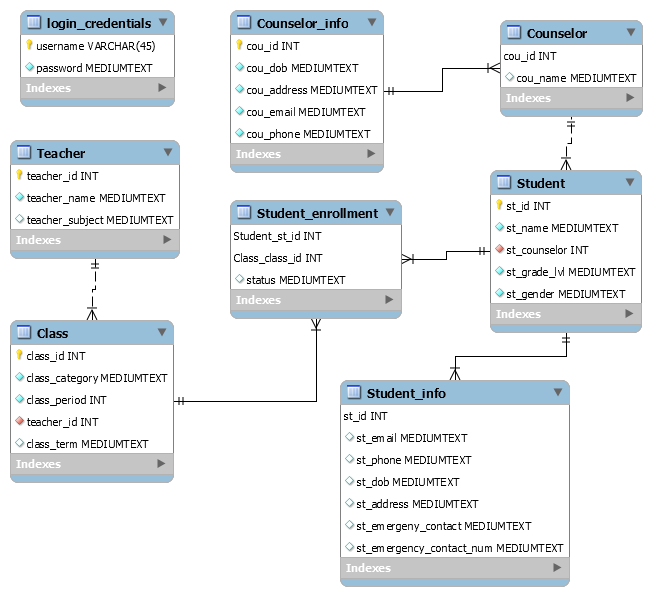 login_credentials
username VARCHAR(45)
password MEDIUMTEXT
Indexes
Counselor_info
cou_id INT
cou_dob MEDIUMTEXT
cou_address MEDIUMTEXT
cou_email MEDIUMTEXT
cou_phone MEDIUMTEXT
Indexes
Counselor
cou_id INT
cou_name MEDIUMTEXT
Indexes
Teacher
teacher_id INT
teacher_name MEDIUMTEXT
teacher_subject MEDIUMTEXT
Indexes
Student_enrollment
Student_st_id INT
Class_class_id INT
status MEDIUMTEXT
Indexes
Student
st_id INT
st_name MEDIUMTEXT
st_counselor INT
st_grade_lvl MEDIUMTEXT
st_gender MEDIUMTEXT
Indexes
Class
class_id INT
class_category MEDIUMTEXT
class_period INT
teacher_id INT
class_term MEDIUMTEXT
Indexes
Student_info
st_id INT
st_email MEDIUMTEXT
st_phone MEDIUMTEXT
st_dob MEDIUMTEXT
st_address MEDIUMTEXT
st_emergeny_contact MEDIUMTEXT
st_emergency_contact_num MEDIUMTEXT
Indexes